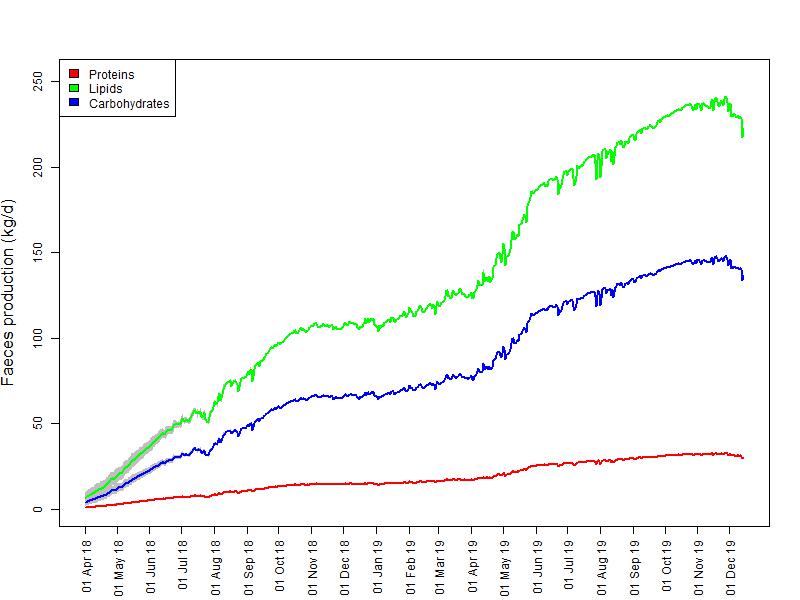 Proteins
Lipids
Carbohydrates
Faeces production (kg/d)
250
200
150
100
50
0
01 Apr 18
01 May 18
01 Jun 18
01 Jul 18
01 Aug 18
01 Sep 18
01 Oct 18
01 Nov 18
01 Dec 18
01 Jan 19
01 Feb 19
01 Mar 19
01 Apr 19
01 May 19
01 Jun 19
01 Jul 19
01 Aug 19
01 Sep 19
01 Oct 19
01 Nov 19
01 Dec 19